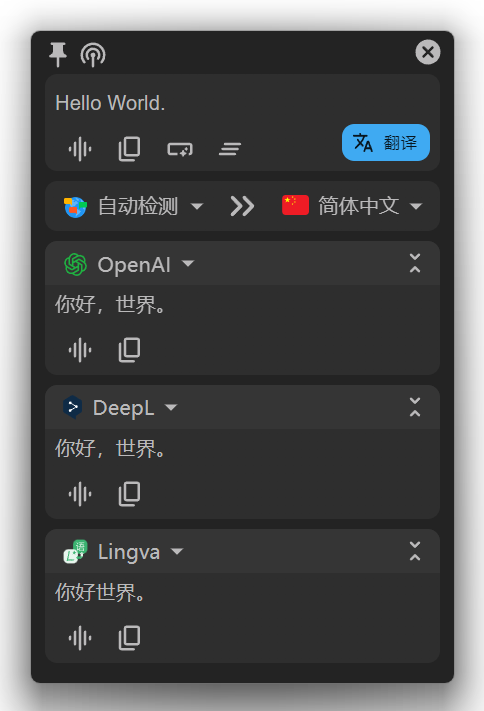 Hello World.
翻译
自动检测
简体中文
OpenAI
你好，世界。
DeepL
你好，世界。
Lingva
你好世界。